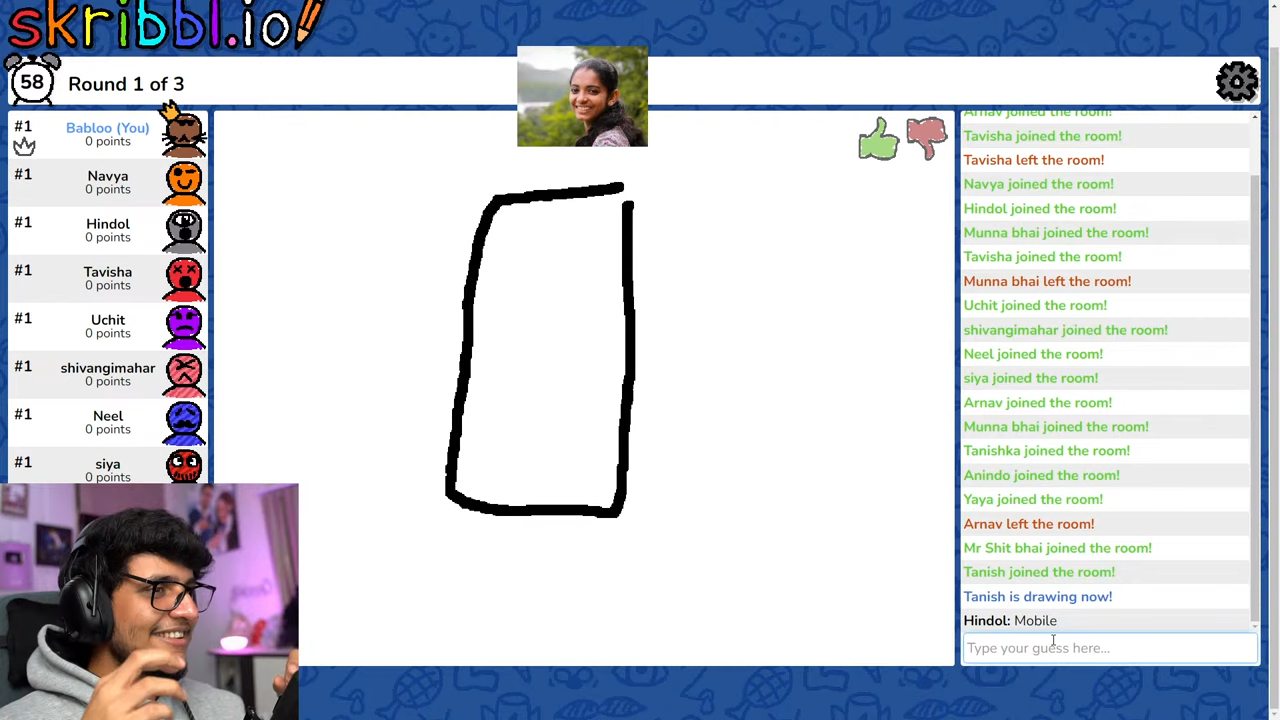 skribbl.io
58
Round 1 of 3
#1
Babloo (You)
0 points
#1
Navya
0 points
#1
Hindol
0 points
#1
Tavisha
0 points
#1
Uchit
0 points
#1
shivangimahar
0 points
#1
Neel
0 points
#1
siya
0 points
Arnav joined the room!
Tavisha joined the room!
Tavisha left the room!
Navya joined the room!
Hindol joined the room!
Munna bhai joined the room!
Tavisha joined the room!
Munna bhai left the room!
Uchit joined the room!
shivangimahar joined the room!
Neel joined the room!
siya joined the room!
Arnav joined the room!
Munna bhai joined the room!
Tanishka joined the room!
Anindo joined the room!
Yaya joined the room!
Arnav left the room!
Mr Shit bhai joined the room!
Tanish joined the room!
Tanish is drawing now!
Hindol: Mobile
Type your guess here...